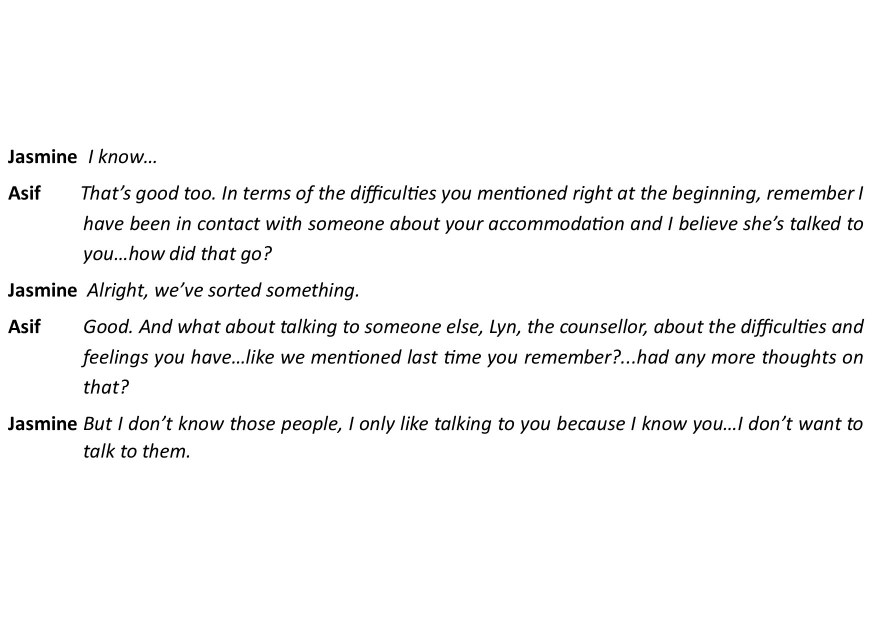 Jasmine I know…
Asif That’s good too. In terms of the difficulties you mentioned right at the beginning, remember I
have been in contact with someone about your accommodation and I believe she’s talked to
you…how did that go?
Jasmine Alright, we’ve sorted something.
Asif Good. And what about talking to someone else, Lyn, the counsellor, about the difficulties and
feelings you have…like we mentioned last time you remember?...had any more thoughts on
that?
Jasmine But I don’t know those people, I only like talking to you because I know you…I don’t want to
talk to them.